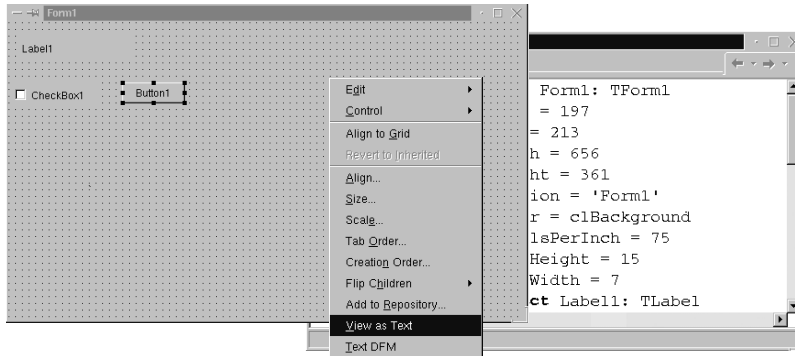 Form1
Label1
CheckBox1
Button1
Edit
Control
Align to Grid
Revert to Inherited
Align...
Size...
Scale...
Tab Order...
Creation Order...
Flip Children
Add to Repository...
View as Text
Text DFM
Form1: TForm1
= 197
= 213
h = 656
ht = 361
ion = 'Form1'
r = clBackground
lsPerInch = 75
Height = 15
Width = 7
ct Label1: TLabel